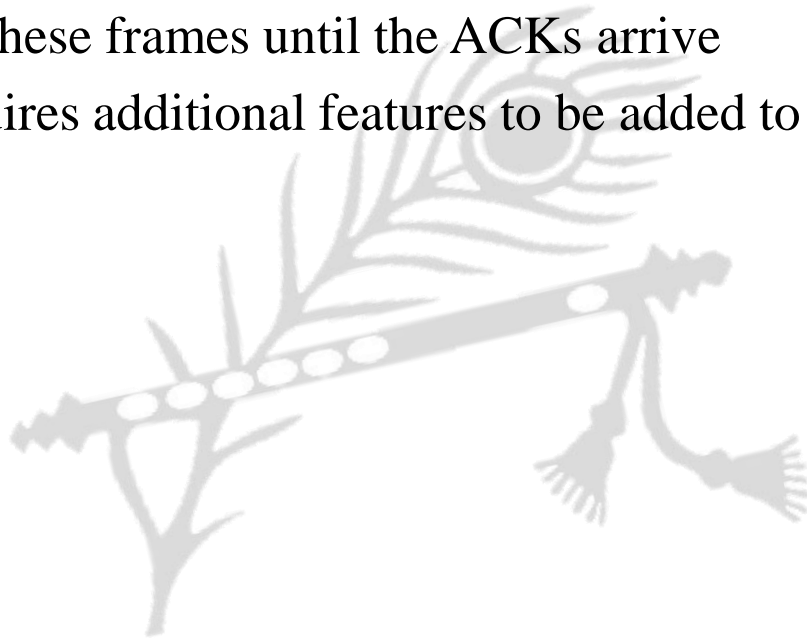 hese frames until the ACKs arrive
ires additional features to be added to